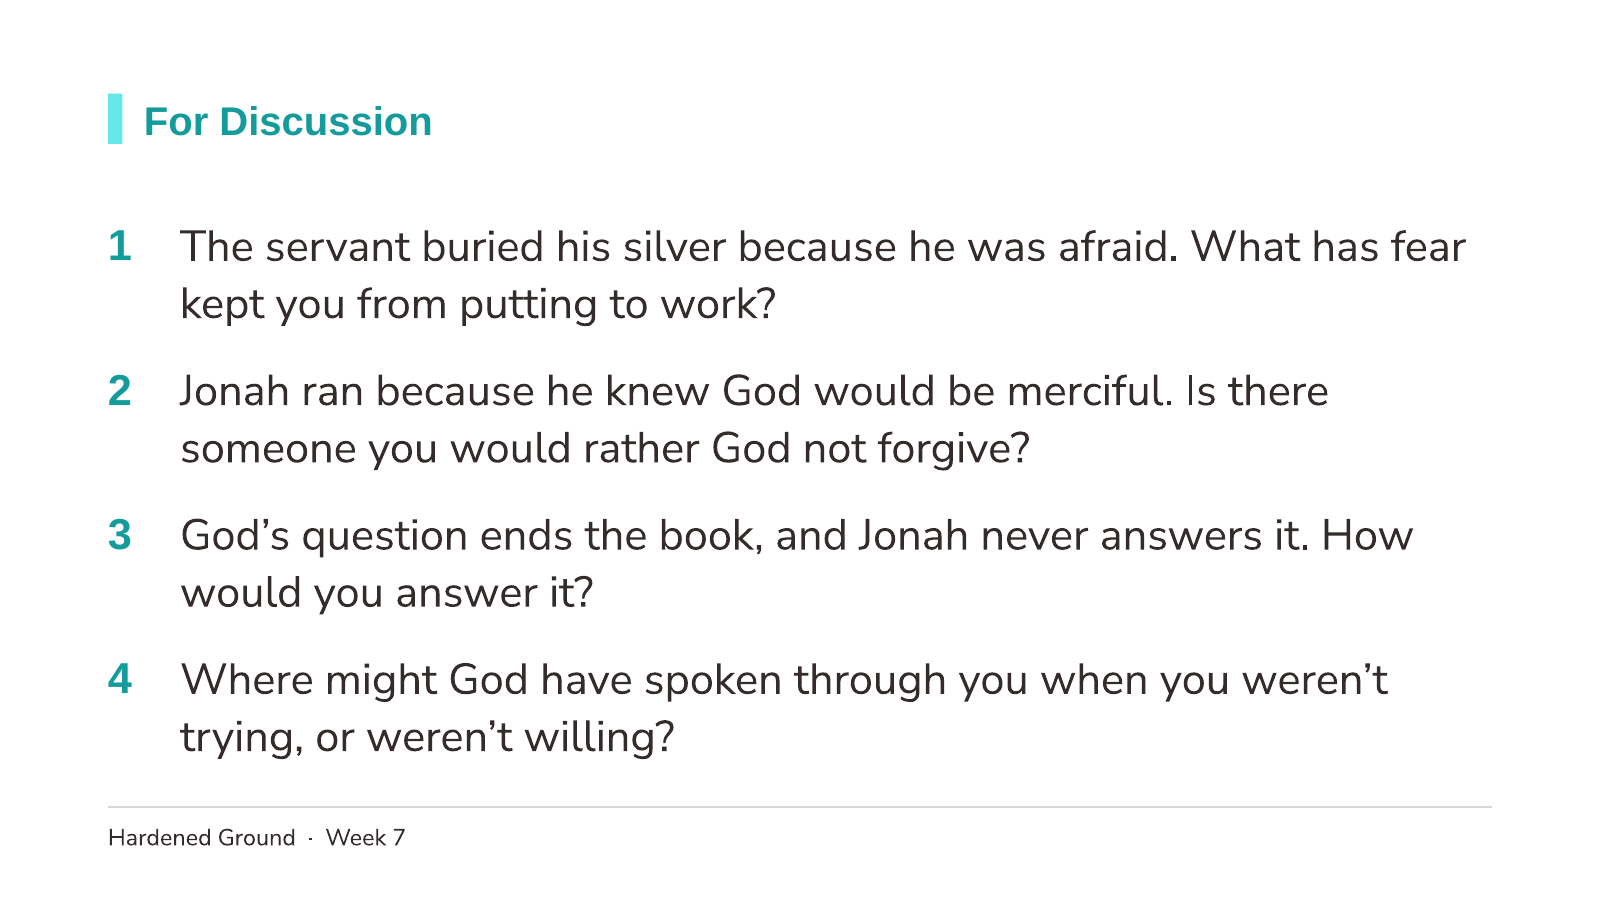 For Discussion
1 The servant buried his silver because he was afraid. What has fear
kept you from putting to work?
2 Jonah ran because he knew God would be merciful. Is there
someone you would rather God not forgive?
3 God’s question ends the book, and Jonah never answers it. How
would you answer it?
4 Where might God have spoken through you when you weren’t
trying, or weren’t willing?
Hardened Ground · Week 7